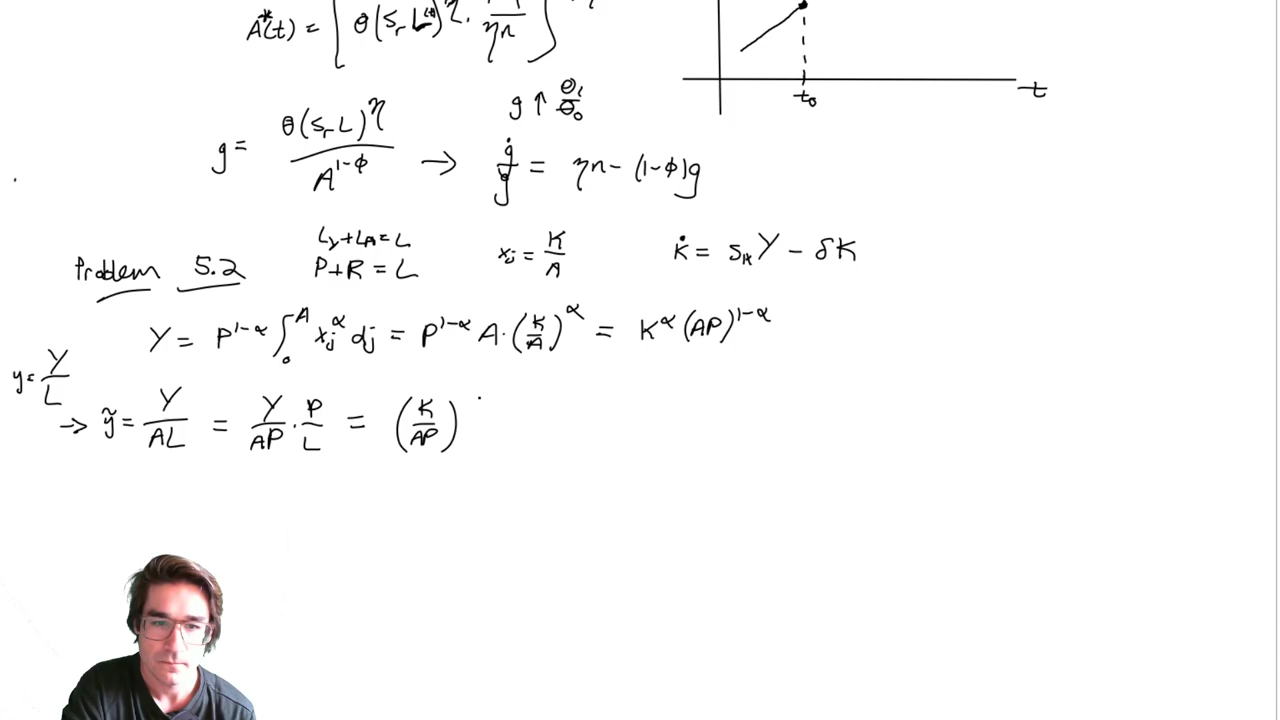 A*(t) = [θ(s_r L(t))^η · / ηn]
t
t₀
g ↑ θ₁/θ₀
g = θ(s_r L)^η / A^{1-φ} → ġ/g = ηn - (1-φ)g
L_y + L_A = L
Problem 5.2 P + R = L x_j = K/A K̇ = s_K Y - δK
Y = P^{1-α} ∫₀^A x_j^α dj = P^{1-α} A · (K/A)^α = K^α (AP)^{1-α}
y = Y/L
→ ỹ = Y/AL = Y/AP · P/L = (K/AP)